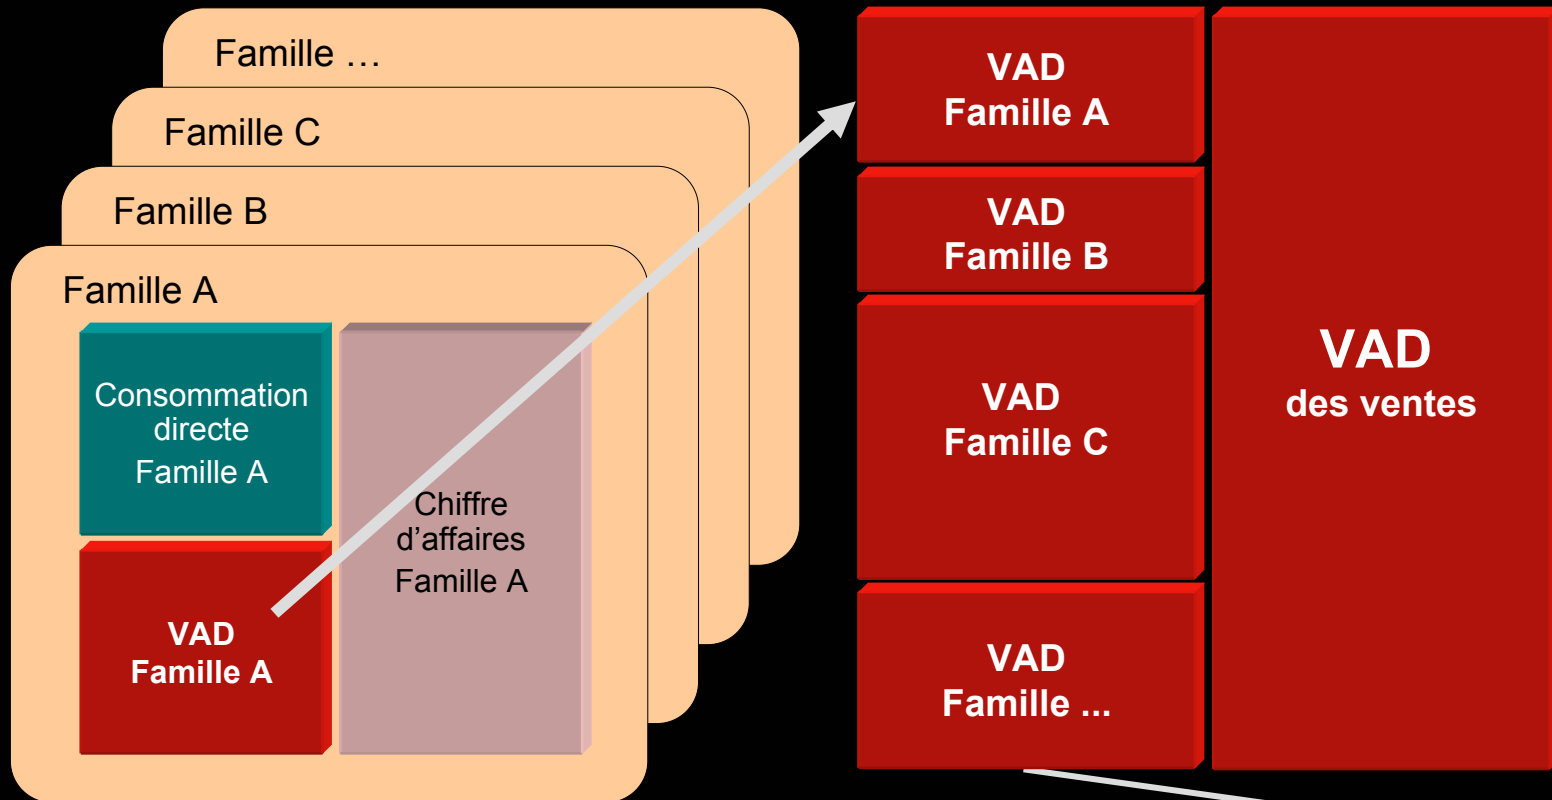 Famille …
Famille C
Famille B
Famille A
Consommation
directe
Famille A
VAD
Famille A
Chiffre
d’affaires
Famille A
VAD
Famille A
VAD
Famille B
VAD
Famille C
VAD
Famille ...
VAD
des ventes